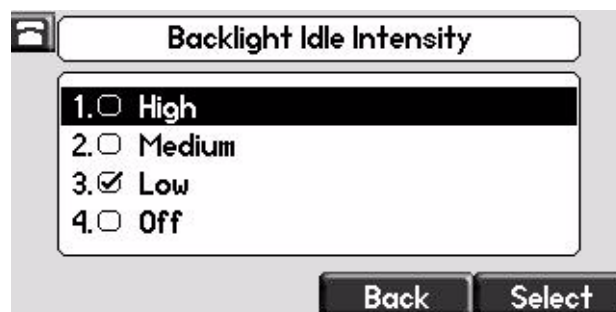 Backlight Idle Intensity
1. High
2. Medium
3. Low
4. Off
Back Select